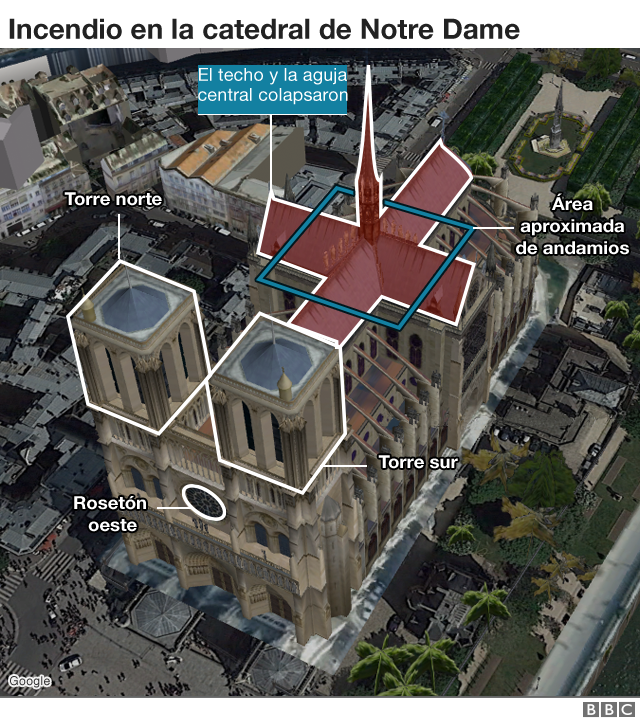 Incendio en la catedral de Notre Dame
El techo y la aguja
central colapsaron
Torre norte
Área
aproximada
de andamios
Torre sur
Rosetón
oeste
Google
BBC